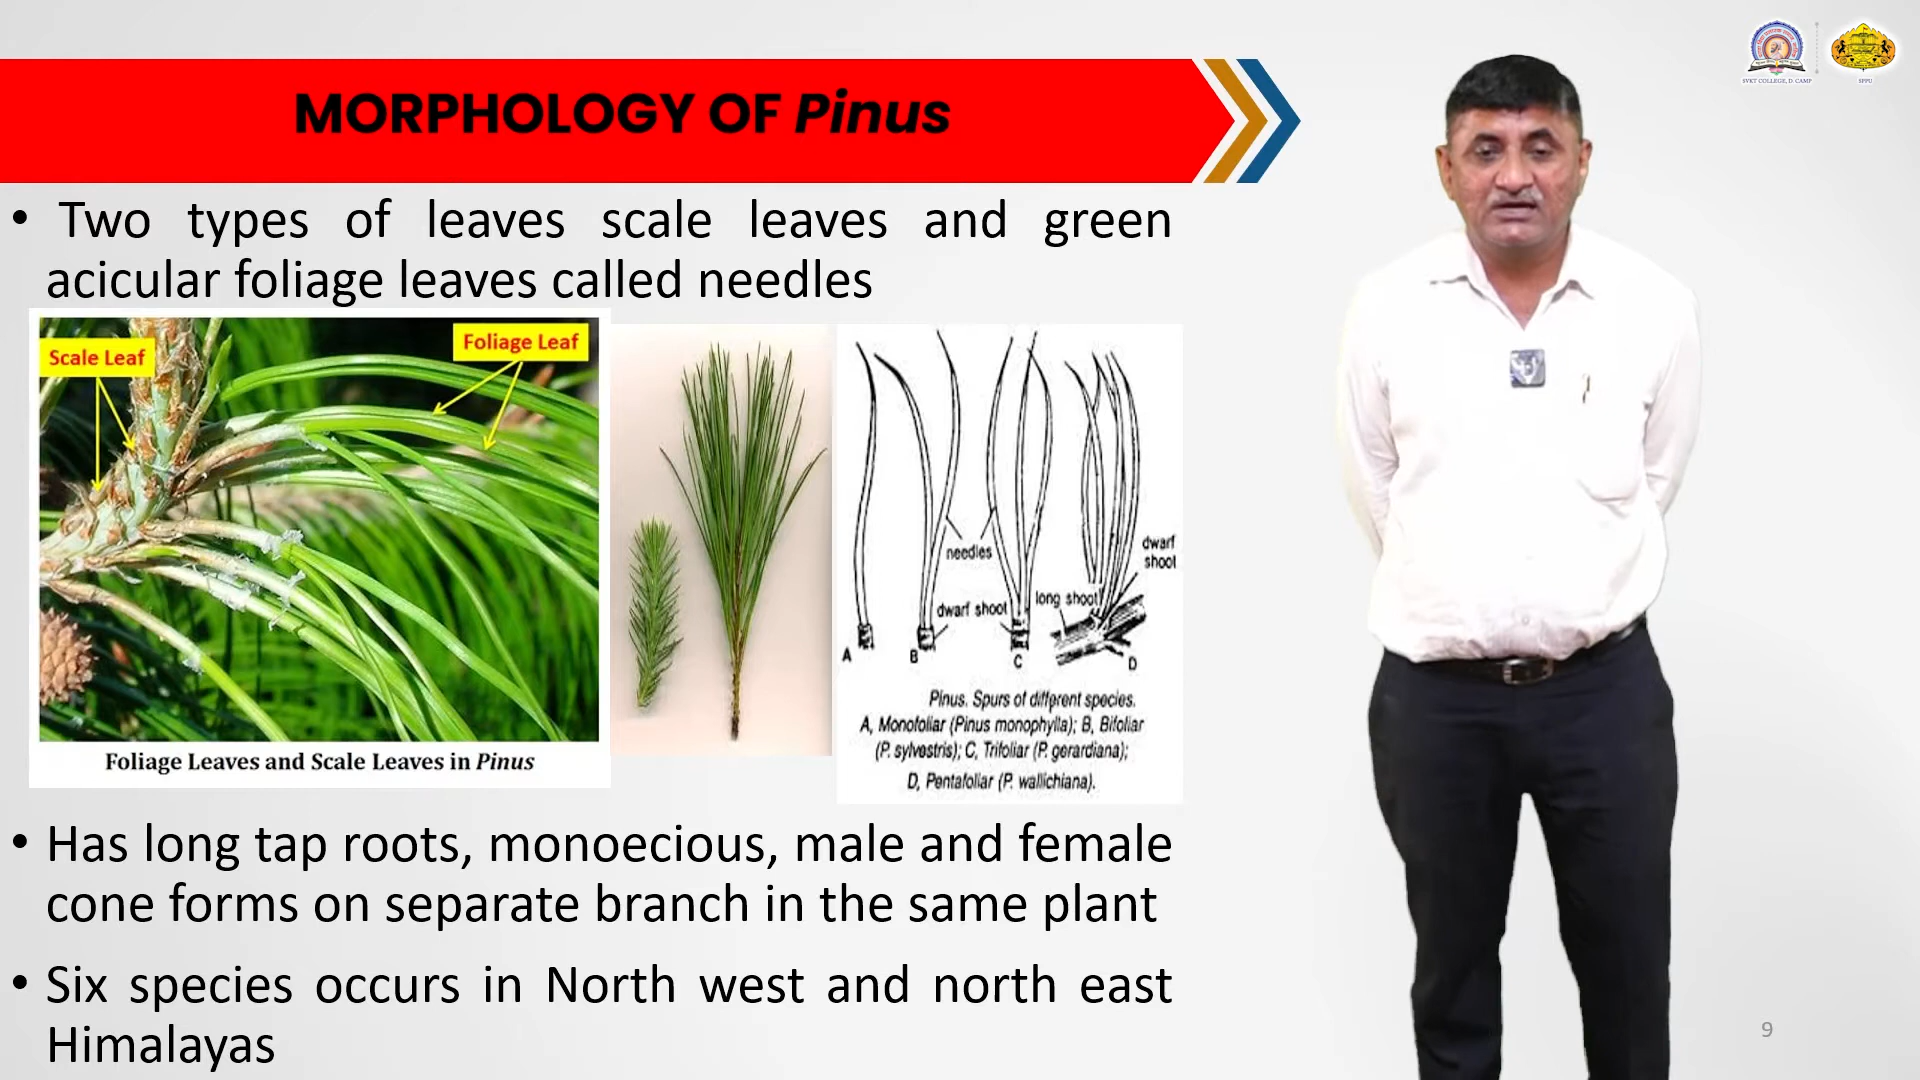 SVKT COLLEGE, D. CAMP
SPPU
MORPHOLOGY OF Pinus
• Two types of leaves scale leaves and green
acicular foliage leaves called needles
Scale Leaf
Foliage Leaf
Foliage Leaves and Scale Leaves in Pinus
needles
dwarf shoot
long shoot
dwarf
shoot
A
B
C
D
Pinus. Spurs of different species.
A, Monofoliar (Pinus monophylla); B, Bifoliar
(P. sylvestris); C, Trifoliar (P. gerardiana);
D, Pentafoliar (P. wallichiana).
• Has long tap roots, monoecious, male and female
cone forms on separate branch in the same plant
• Six species occurs in North west and north east
Himalayas
9